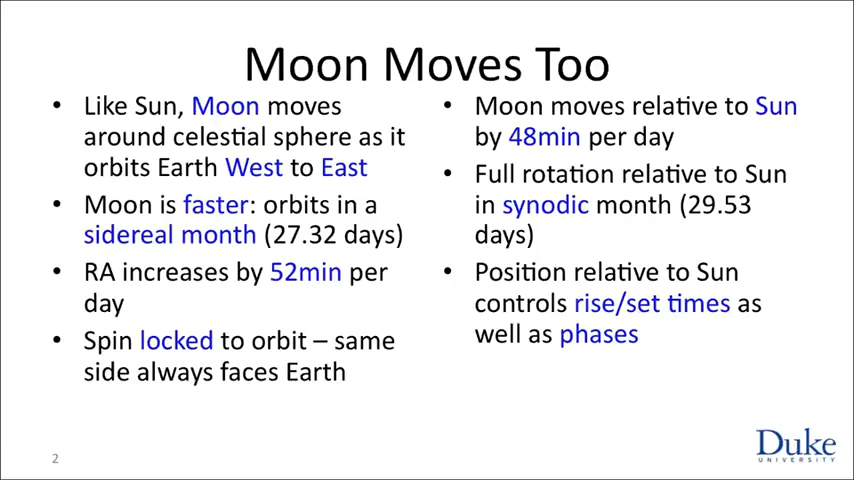 Moon Moves Too
• Like Sun, Moon moves
around celestial sphere as it
orbits Earth West to East
• Moon is faster: orbits in a
sidereal month (27.32 days)
• RA increases by 52min per
day
• Spin locked to orbit – same
side always faces Earth
• Moon moves relative to Sun
by 48min per day
• Full rotation relative to Sun
in synodic month (29.53
days)
• Position relative to Sun
controls rise/set times as
well as phases
2
Duke
UNIVERSITY